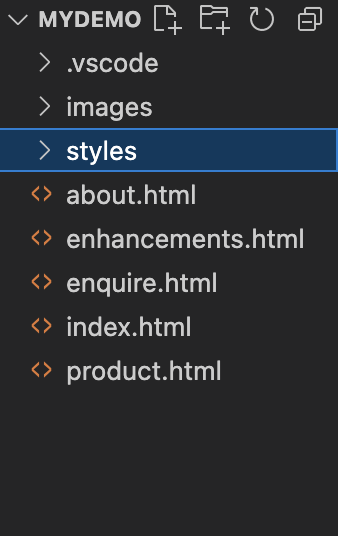 MYDEMO
.vscode
images
styles
about.html
enhancements.html
enquire.html
index.html
product.html